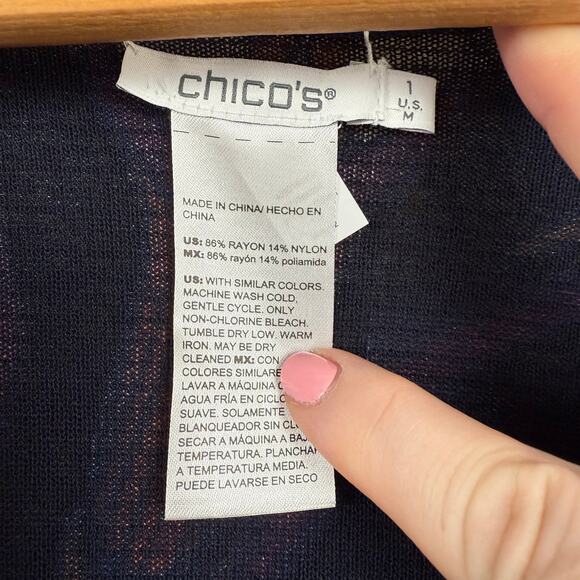 chico's®
1
U.S.
M
MADE IN CHINA/ HECHO EN
CHINA
US: 86% RAYON 14% NYLON
MX: 86% rayón 14% poliamida
US: WITH SIMILAR COLORS.
MACHINE WASH COLD,
GENTLE CYCLE. ONLY
NON-CHLORINE BLEACH.
TUMBLE DRY LOW. WARM
IRON. MAY BE DRY
CLEANED MX: CON
COLORES
LAVAR A MÁQUINA
AGUA FRÍA EN
SUAVE. SOLAMENTE
BLANQUEADOR SIN
SECAR A MÁQUINA A
TEMPERATURA.
A TEMPERATURA MEDIA.
PUEDE LAVARSE EN SECO